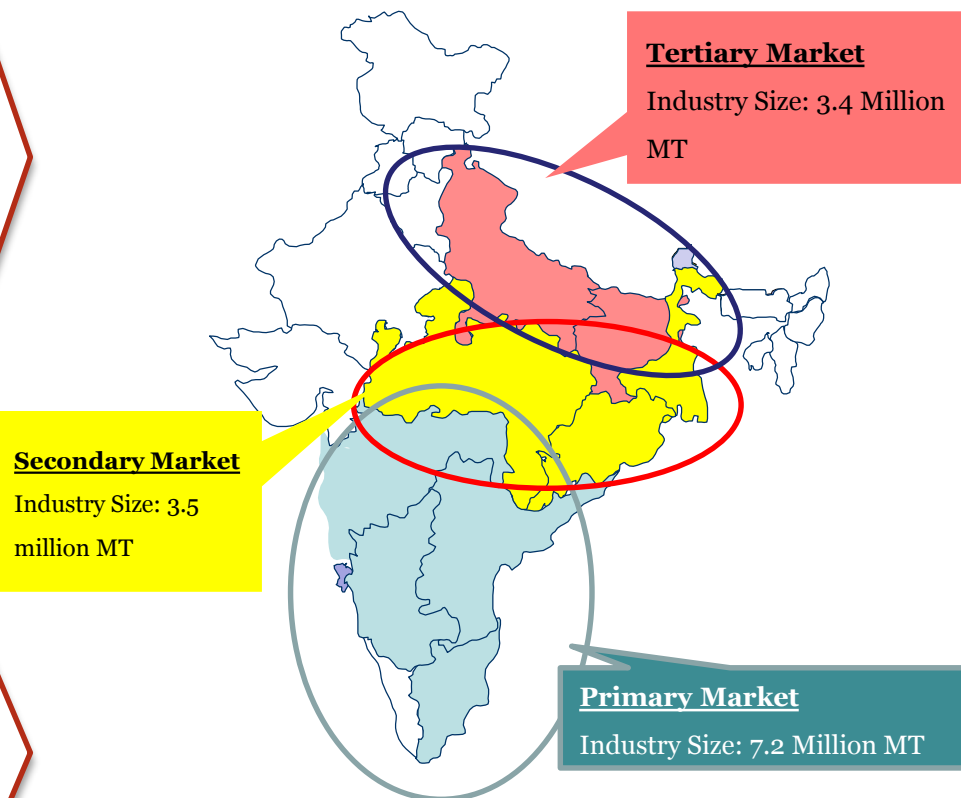 Tertiary Market
Industry Size: 3.4 Million
MT
Secondary Market
Industry Size: 3.5
million MT
Primary Market
Industry Size: 7.2 Million MT